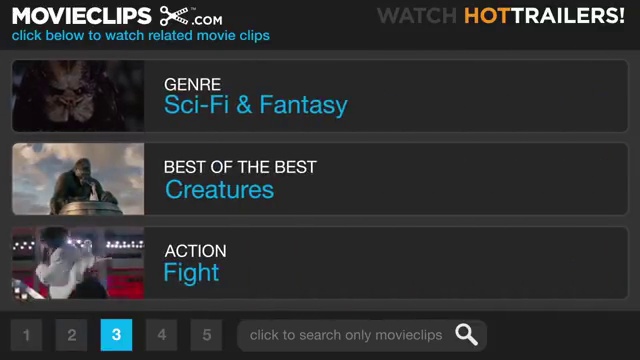 MOVIECLIPS.COM™
WATCH HOTTRAILERS!
click below to watch related movie clips
GENRE
Sci-Fi & Fantasy
BEST OF THE BEST
Creatures
ACTION
Fight
1 2 3 4 5 click to search only movieclips